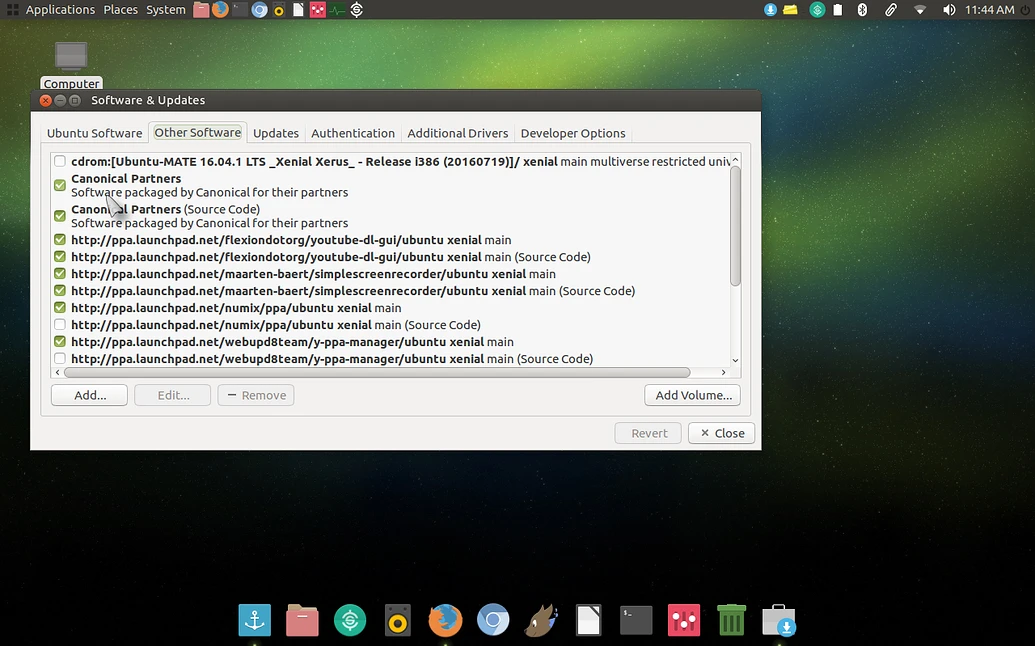 Applications Places System 11:44 AM
Computer
Software & Updates
Ubuntu Software Other Software Updates Authentication Additional Drivers Developer Options
cdrom:[Ubuntu-MATE 16.04.1 LTS _Xenial Xerus_ - Release i386 (20160719)]/ xenial main multiverse restricted univ
Canonical Partners
Software packaged by Canonical for their partners
Partners (Source Code)
Software packaged by Canonical for their partners
http://ppa.launchpad.net/flexiondotorg/youtube-dl-gui/ubuntu xenial main
http://ppa.launchpad.net/flexiondotorg/youtube-dl-gui/ubuntu xenial main (Source Code)
http://ppa.launchpad.net/maarten-baert/simplescreenrecorder/ubuntu xenial main
http://ppa.launchpad.net/maarten-baert/simplescreenrecorder/ubuntu xenial main (Source Code)
http://ppa.launchpad.net/numix/ppa/ubuntu xenial main
http://ppa.launchpad.net/numix/ppa/ubuntu xenial main (Source Code)
http://ppa.launchpad.net/webupd8team/y-ppa-manager/ubuntu xenial main
http://ppa.launchpad.net/webupd8team/y-ppa-manager/ubuntu xenial main (Source Code)
Add... Edit... Remove Add Volume...
Revert Close